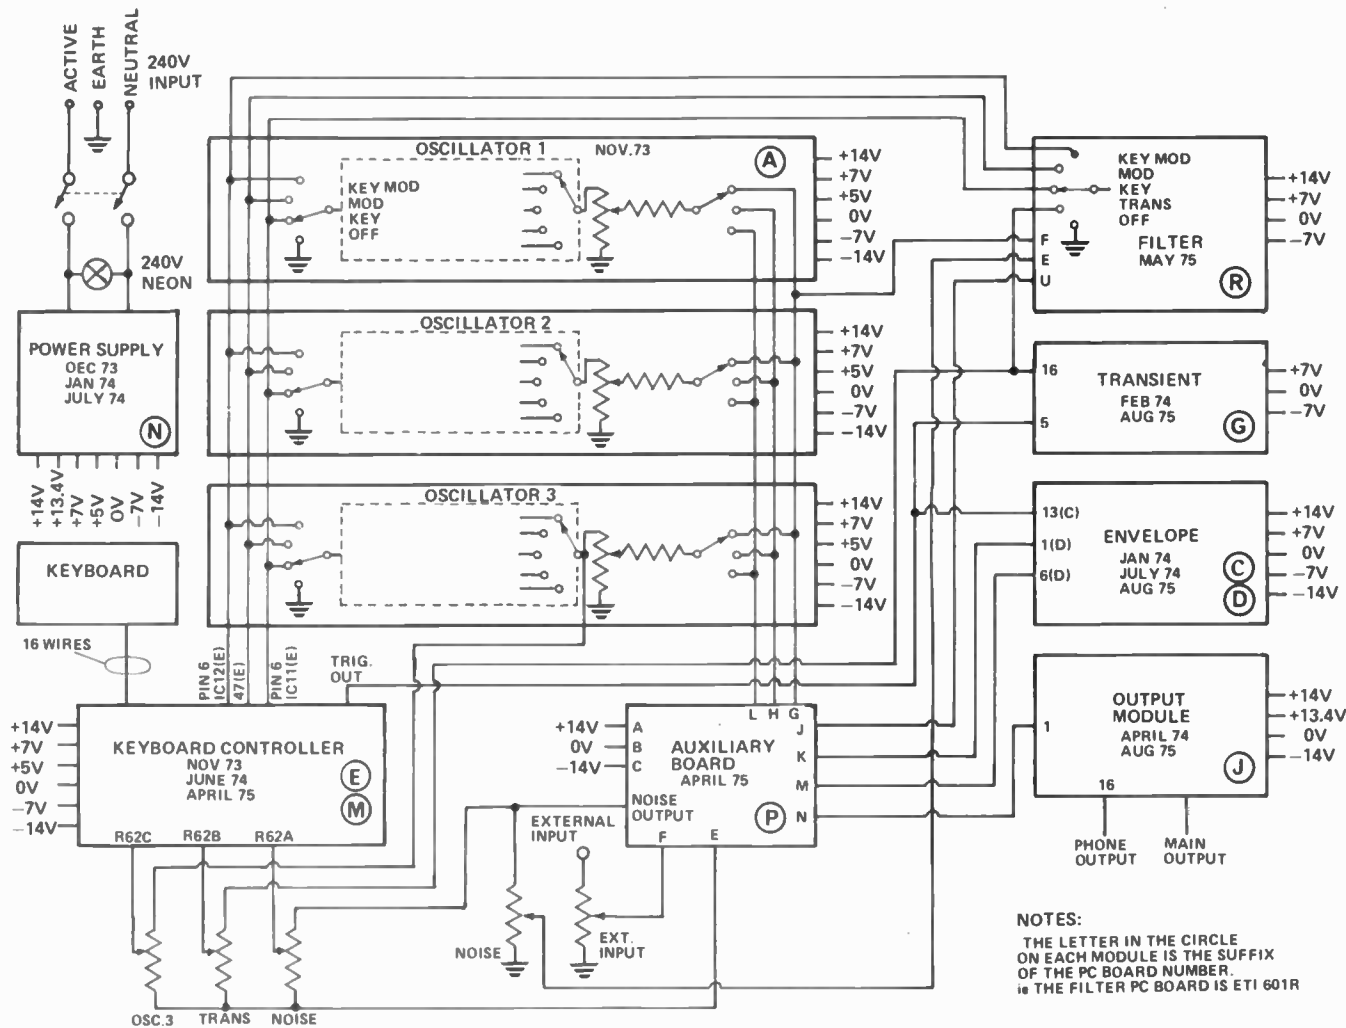 ACTIVE
EARTH
NEUTRAL
240V
INPUT
240V
NEON
POWER SUPPLY
OEC 73
JAN 74
JULY 74
N
+14V
+13.4V
+7V
+5V
0V
-7V
-14V
KEYBOARD
16 WIRES
OSCILLATOR 1
NOV.73
A
KEY MOD
MOD
KEY
OFF
+14V
+7V
+5V
0V
-7V
-14V
OSCILLATOR 2
+14V
+7V
+5V
0V
-7V
-14V
OSCILLATOR 3
+14V
+7V
+5V
0V
-7V
-14V
KEY MOD
MOD
KEY
TRANS
OFF
F
E
U
FILTER
MAY 75
R
+14V
+7V
0V
-7V
16
5
TRANSIENT
FEB 74
AUG 75
G
+7V
0V
-7V
13(C)
1(D)
6(D)
ENVELOPE
JAN 74
JULY 74
AUG 75
C
D
+14V
+7V
0V
-7V
-14V
1
OUTPUT
MODULE
APRIL 74
AUG 75
J
16
+14V
+13.4V
0V
-14V
PHONE
OUTPUT
MAIN
OUTPUT
PIN 6
IC12(E)
47(E)
PIN 6
IC11(E)
TRIG.
OUT
+14V
+7V
+5V
0V
-7V
-14V
KEYBOARD CONTROLLER
NOV 73
JUNE 74
APRIL 75
E
M
R62C
R62B
R62A
OSC.3
TRANS
NOISE
L H G
+14V
0V
-14V
A
B
C
AUXILIARY
BOARD
APRIL 75
NOISE
OUTPUT
P
J
K
M
N
F
E
EXTERNAL
INPUT
NOISE
EXT.
INPUT
NOTES:
THE LETTER IN THE CIRCLE
ON EACH MODULE IS THE SUFFIX
OF THE PC BOARD NUMBER.
ie THE FILTER PC BOARD IS ETI 601R